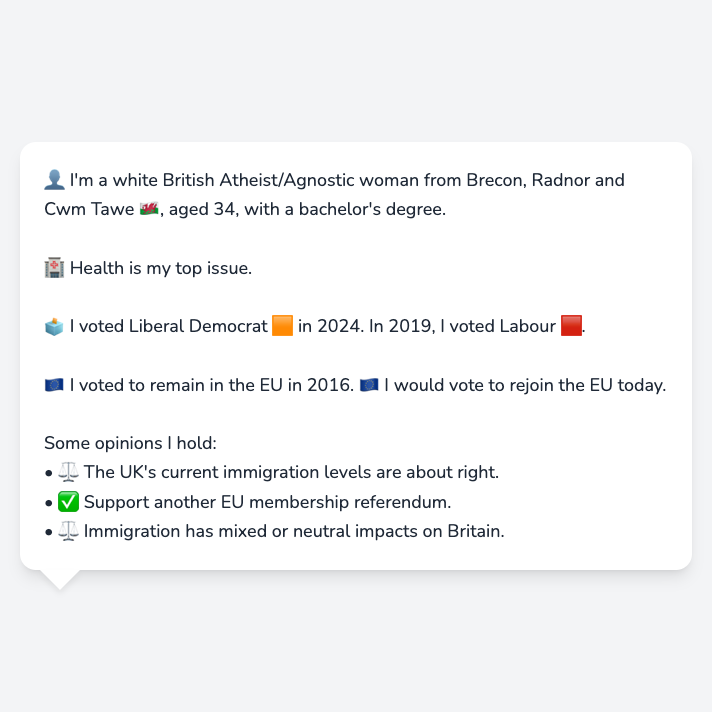 👤 I'm a white British Atheist/Agnostic woman from Brecon, Radnor and
Cwm Tawe 🏴󠁧󠁢󠁷󠁬󠁳󠁿, aged 34, with a bachelor's degree.
🏥 Health is my top issue.
🗳️ I voted Liberal Democrat 🟧 in 2024. In 2019, I voted Labour 🟥.
🇪🇺 I voted to remain in the EU in 2016. 🇪🇺 I would vote to rejoin the EU today.
Some opinions I hold:
• ⚖️ The UK's current immigration levels are about right.
• ✅ Support another EU membership referendum.
• ⚖️ Immigration has mixed or neutral impacts on Britain.